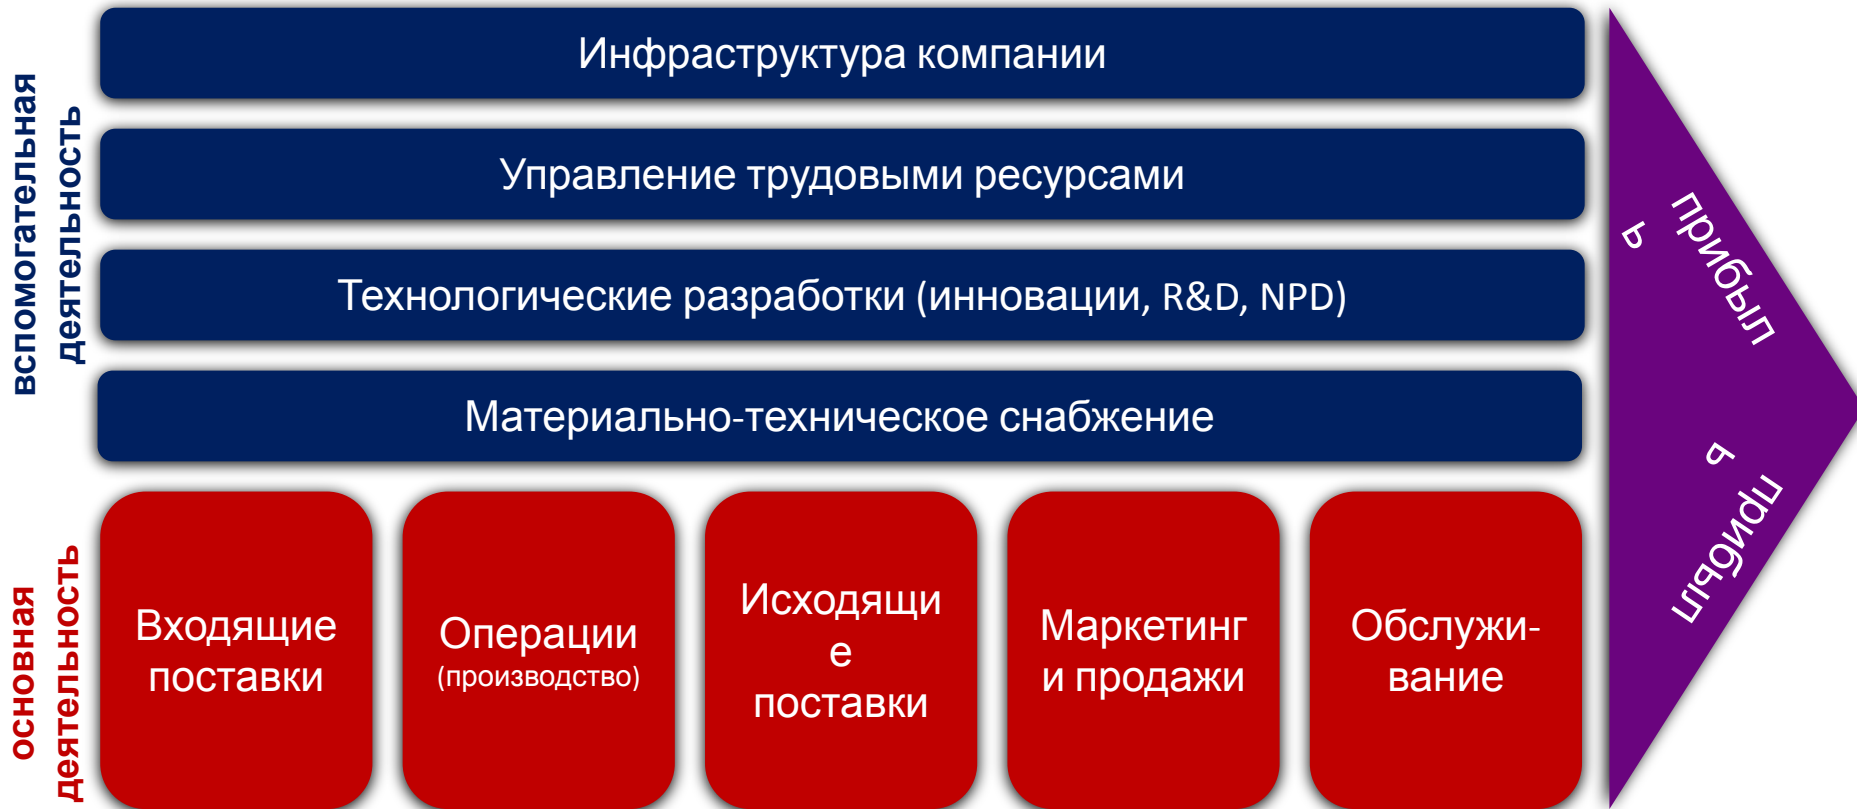 вспомогательная
деятельность
Инфраструктура компании
Управление трудовыми ресурсами
Технологические разработки (инновации, R&D, NPD)
Материально-техническое снабжение
прибыл
ь
прибыл
ь
основная
деятельность
Входящие
поставки
Операции
(производство)
Исходящи
е
поставки
Маркетинг
и продажи
Обслужи-
вание